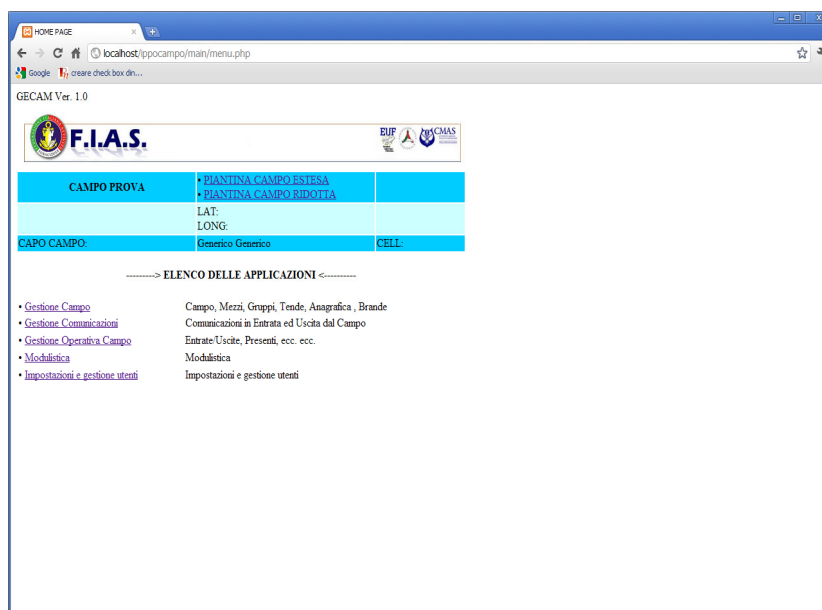 HOME PAGE
localhost/ippocampo/main/menu.php
Google creare check box din...
GECAM Ver. 1.0
F.I.A.S.
EUF CMAS
CAMPO PROVA
• PIANTINA CAMPO ESTESA
• PIANTINA CAMPO RIDOTTA
LAT:
LONG:
CAPO CAMPO: Generico Generico CELL:
---------> ELENCO DELLE APPLICAZIONI <----------
• Gestione Campo Campo, Mezzi, Gruppi, Tende, Anagrafica , Brande
• Gestione Comunicazioni Comunicazioni in Entrata ed Uscita dal Campo
• Gestione Operativa Campo Entrate/Uscite, Presenti, ecc. ecc.
• Modulistica Modulistica
• Impostazioni e gestione utenti Impostazioni e gestione utenti